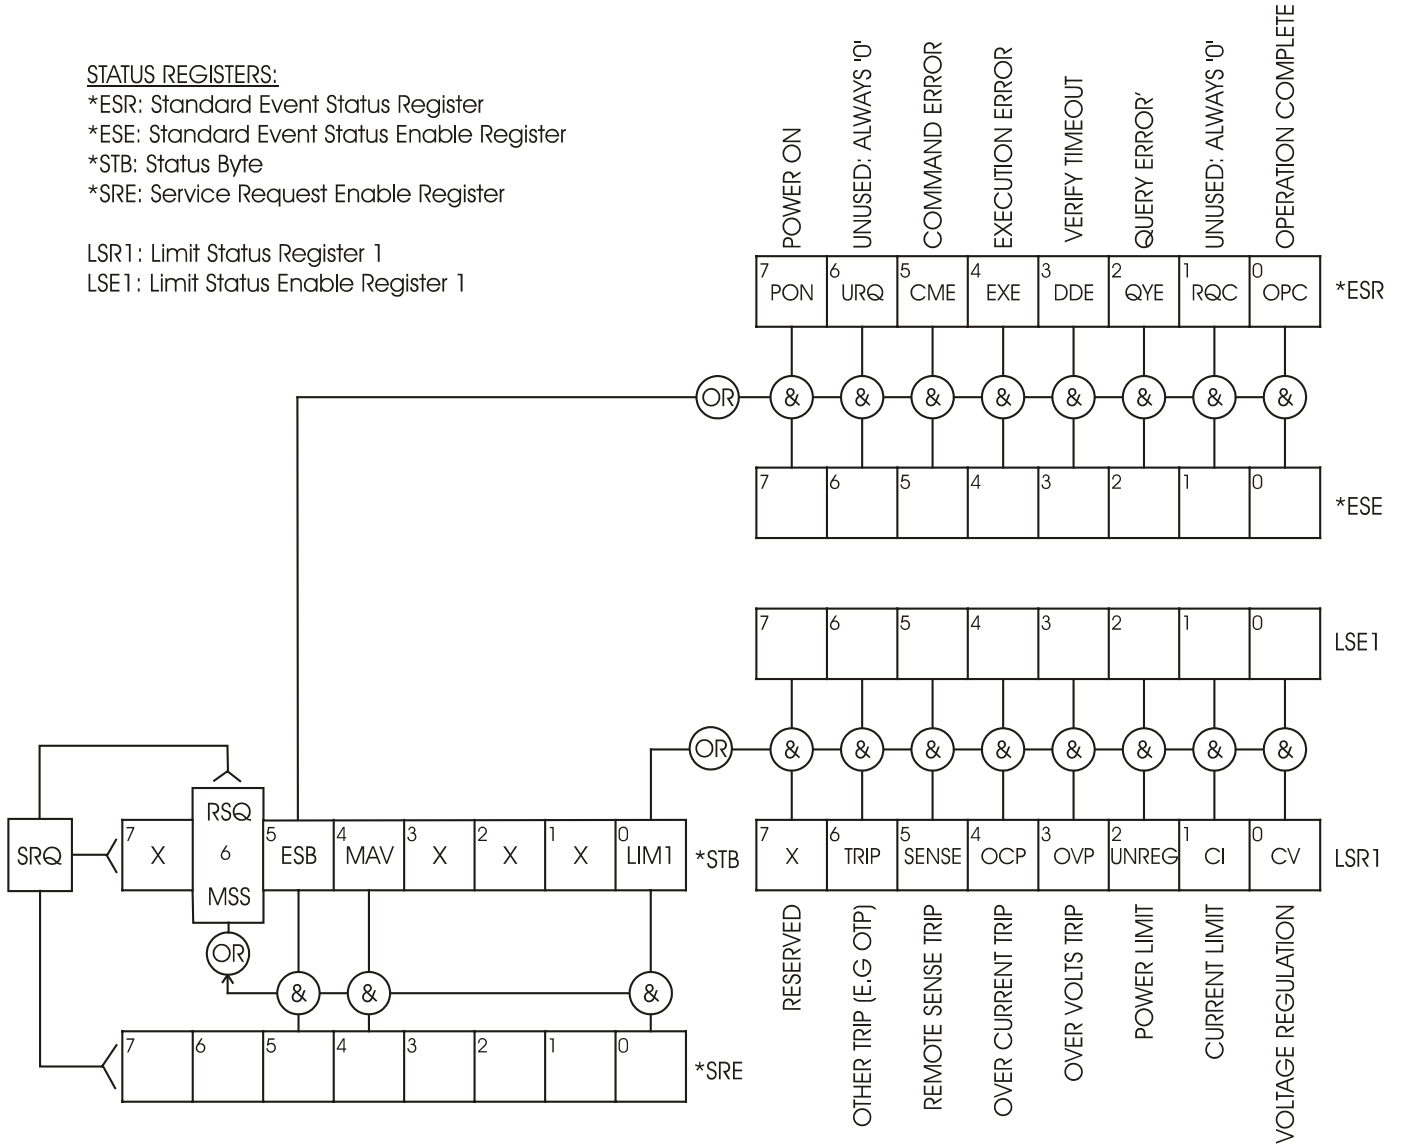 STATUS REGISTERS:
*ESR: Standard Event Status Register
*ESE: Standard Event Status Enable Register
*STB: Status Byte
*SRE: Service Request Enable Register
LSR1: Limit Status Register 1
LSE1: Limit Status Enable Register 1
POWER ON
UNUSED: ALWAYS '0'
COMMAND ERROR
EXECUTION ERROR
VERIFY TIMEOUT
QUERY ERROR'
UNUSED: ALWAYS '0'
OPERATION COMPLETE
7 6 5 4 3 2 1 0
PON URQ CME EXE DDE QYE RQC OPC *ESR
OR & & & & & & & &
7 6 5 4 3 2 1 0
*ESE
7 6 5 4 3 2 1 0
LSE1
OR & & & & & & & &
7 6 5 4 3 2 1 0
X TRIP SENSE OCP OVP UNREG CI CV LSR1
RESERVED
OTHER TRIP (E.G OTP)
REMOTE SENSE TRIP
OVER CURRENT TRIP
OVER VOLTS TRIP
POWER LIMIT
CURRENT LIMIT
VOLTAGE REGULATION
RSQ
7 5 4 3 2 1 0
SRQ X 6 ESB MAV X X X LIM1 *STB
MSS
OR
& & &
7 6 5 4 3 2 1 0
*SRE